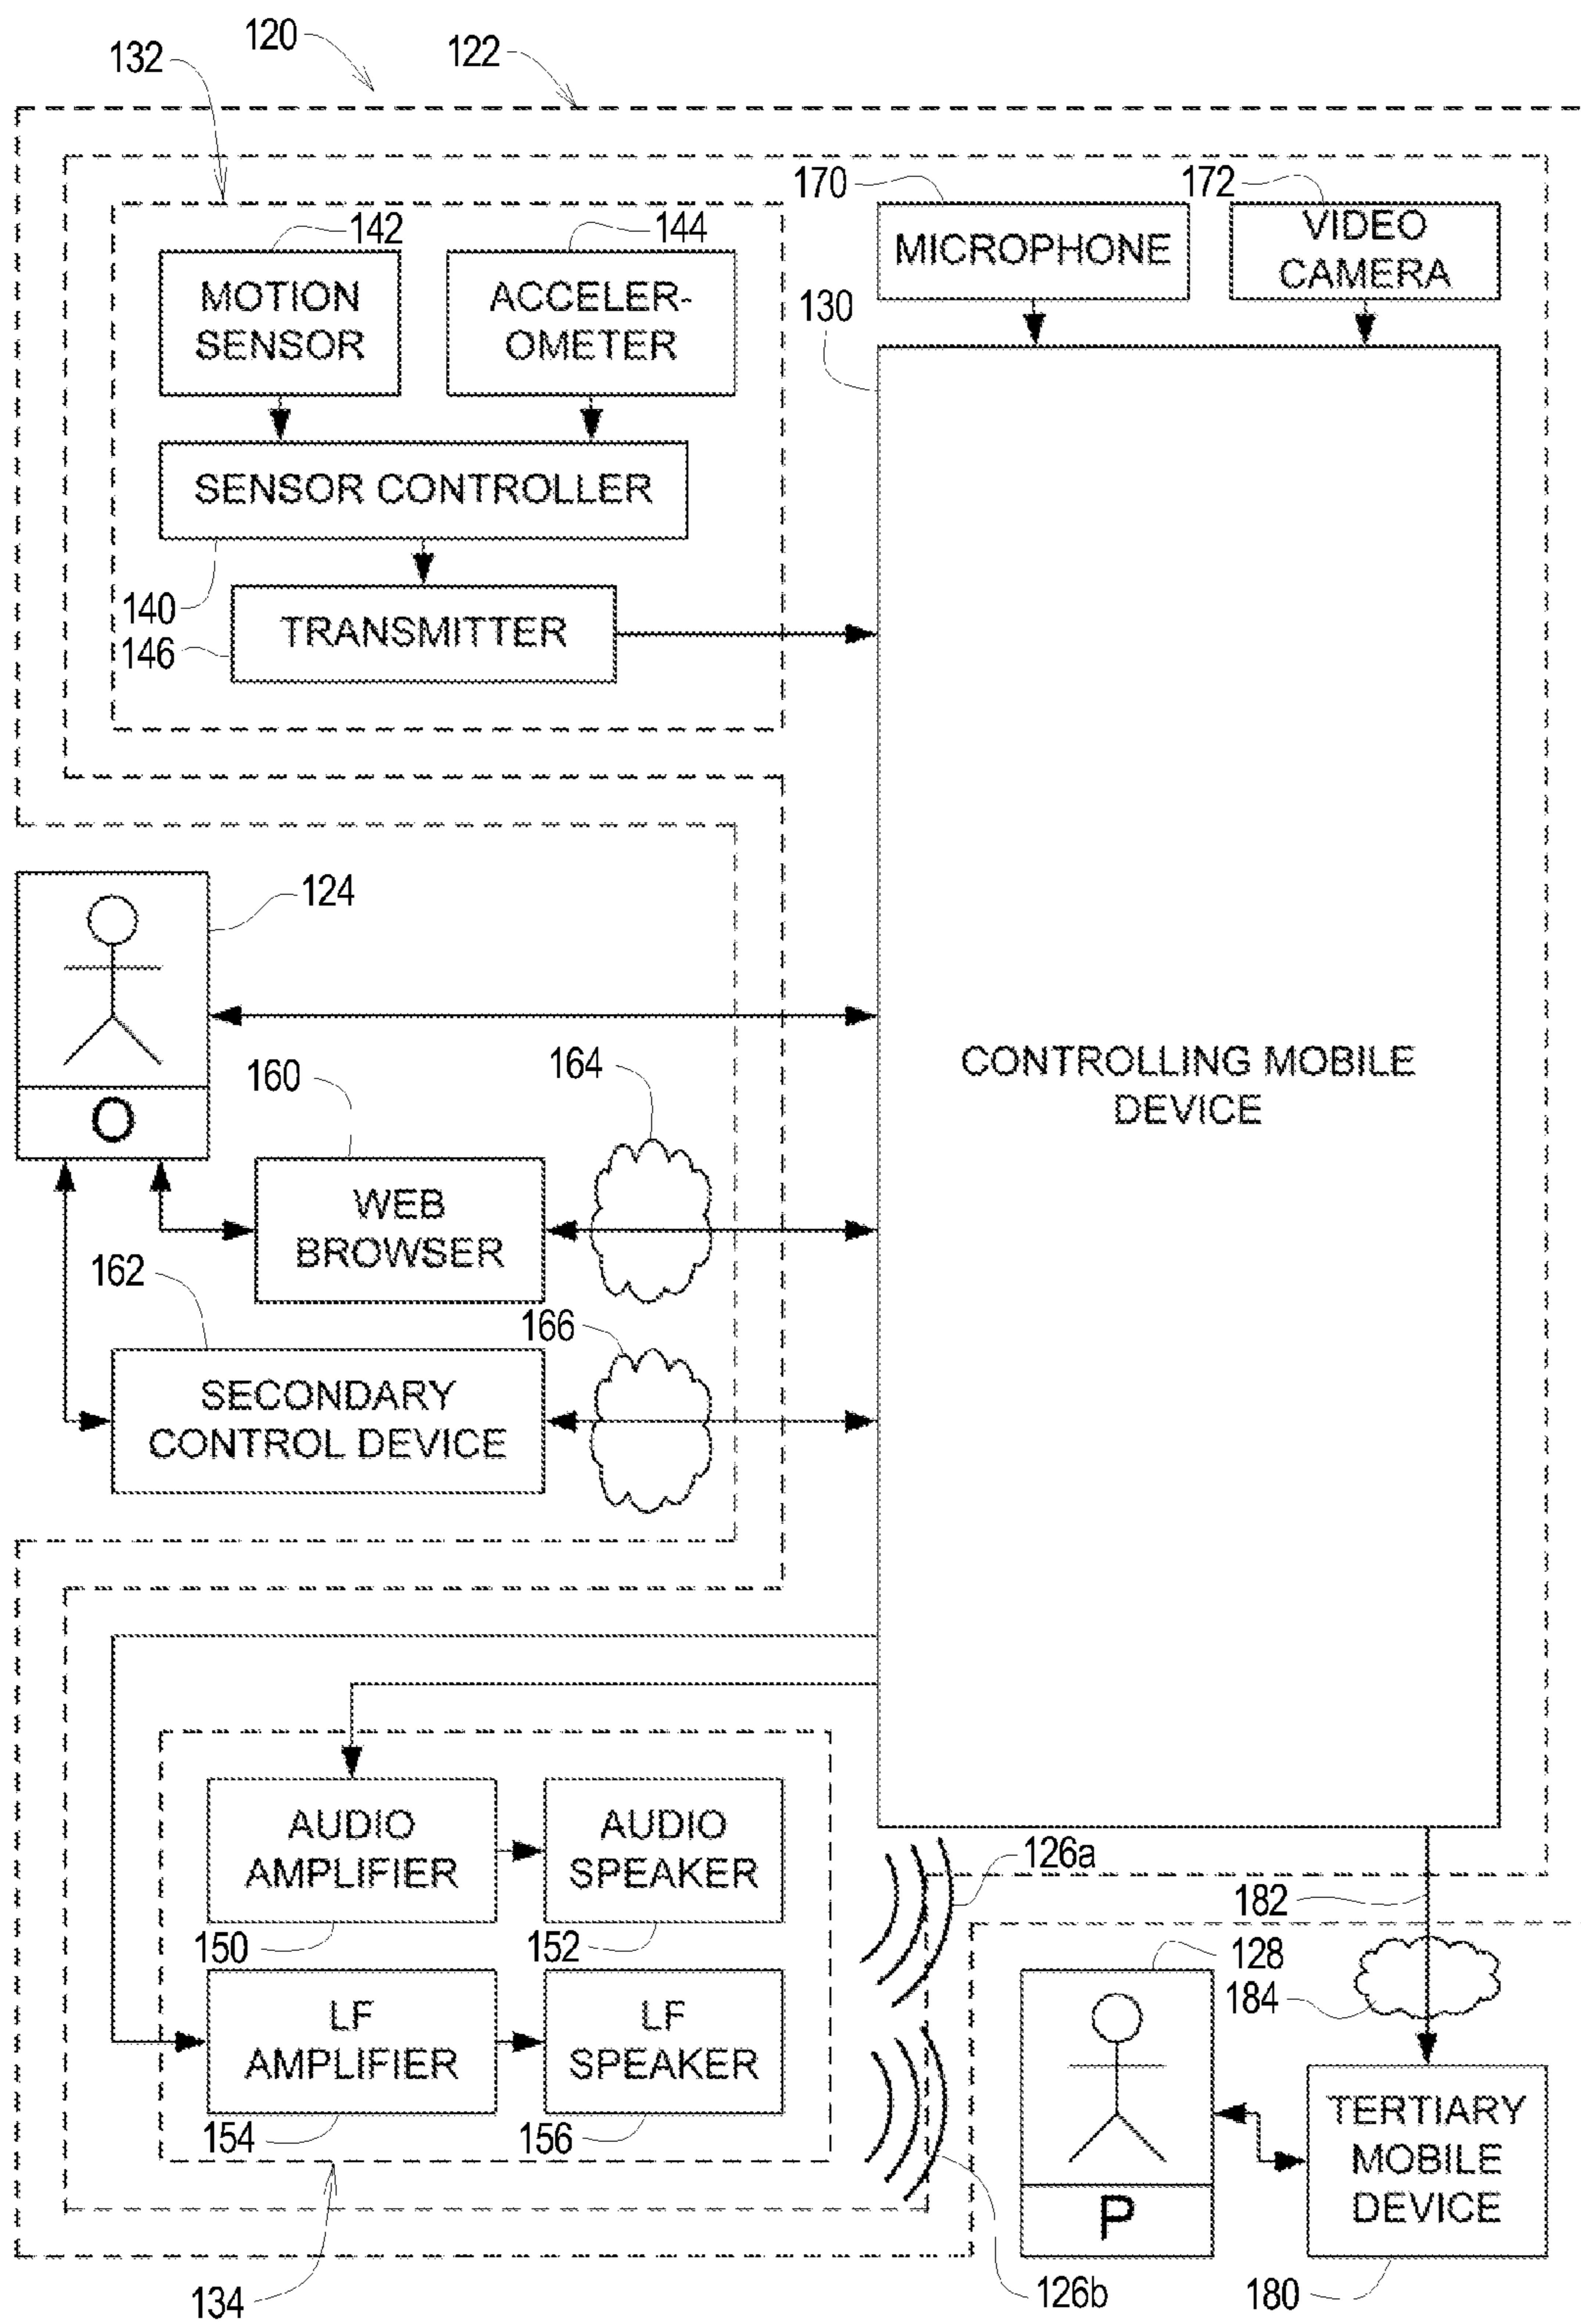 120
122
132
170
172
142
144
MICROPHONE
VIDEO
CAMERA
MOTION
SENSOR
ACCELER-
OMETER
130
SENSOR CONTROLLER
140
TRANSMITTER
146
124
O
CONTROLLING MOBILE
DEVICE
160
164
WEB
BROWSER
162
166
SECONDARY
CONTROL DEVICE
AUDIO
AMPLIFIER
AUDIO
SPEAKER
126a
182
150
152
128
184
LF
AMPLIFIER
LF
SPEAKER
154
156
TERTIARY
MOBILE
DEVICE
P
134
126b
180